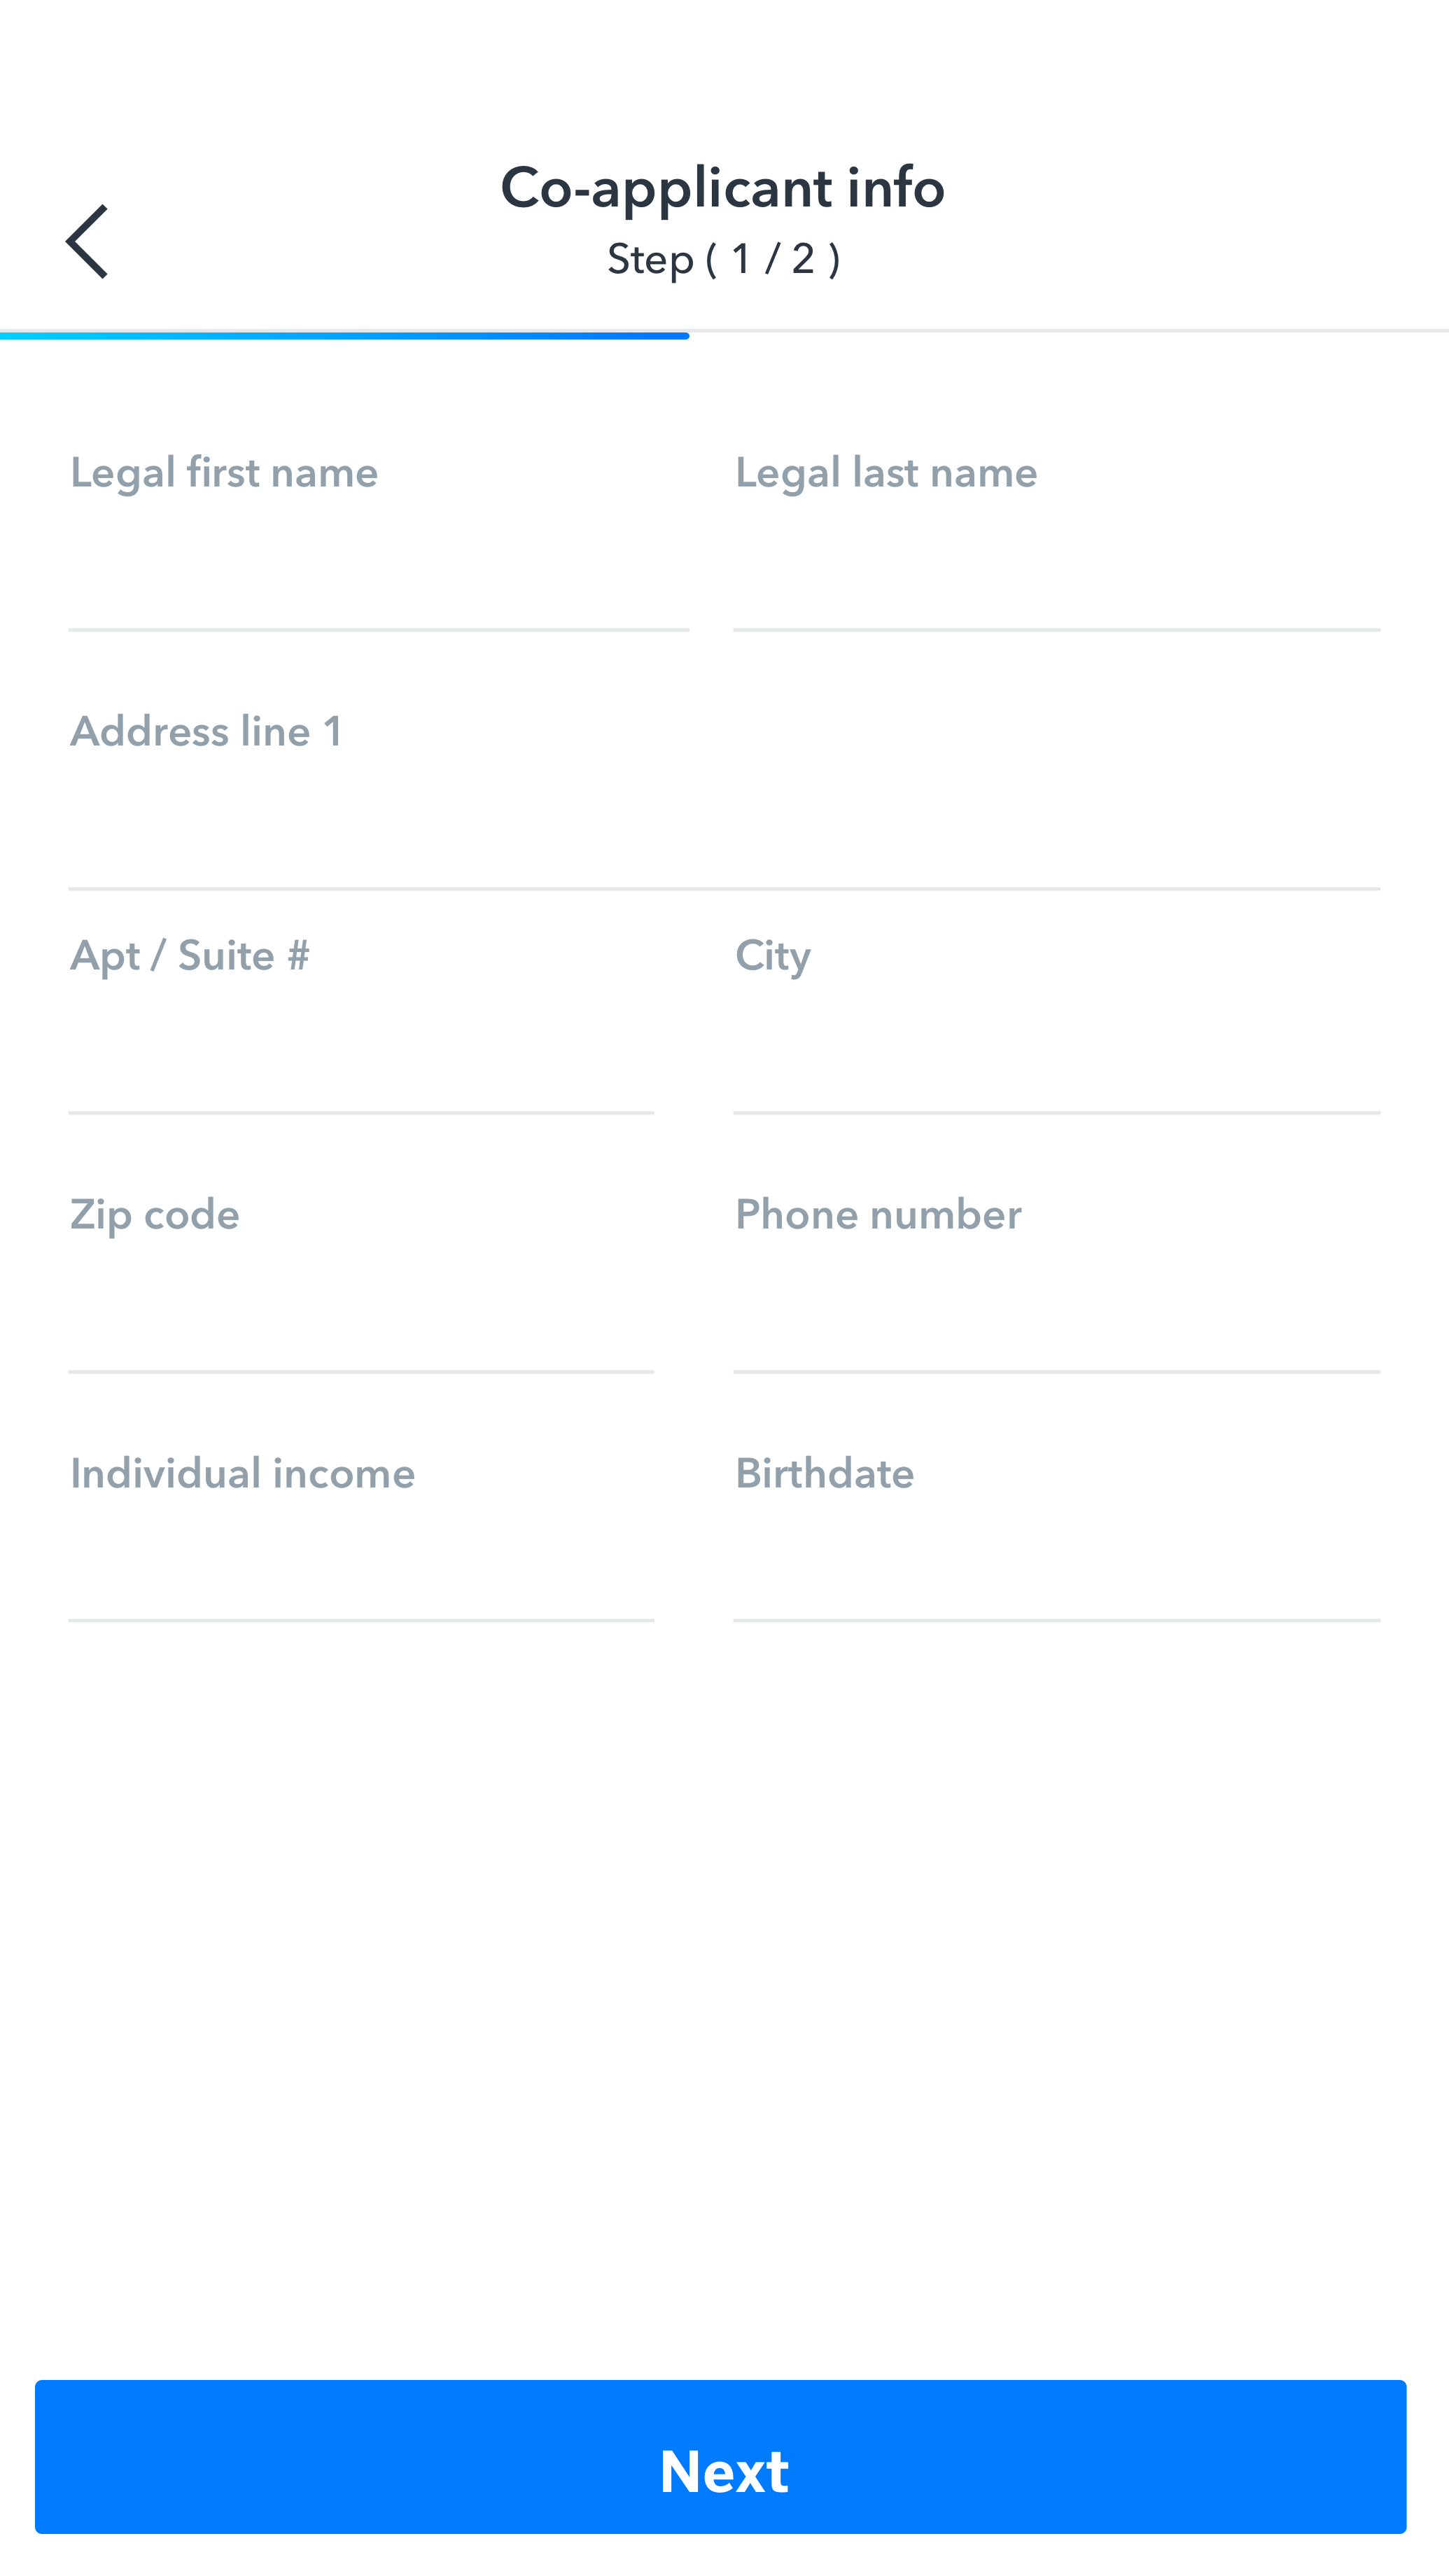 Co-applicant info
Step ( 1 / 2 )
Legal first name
Legal last name
Address line 1
Apt / Suite #
City
Zip code
Phone number
Individual income
Birthdate
Next